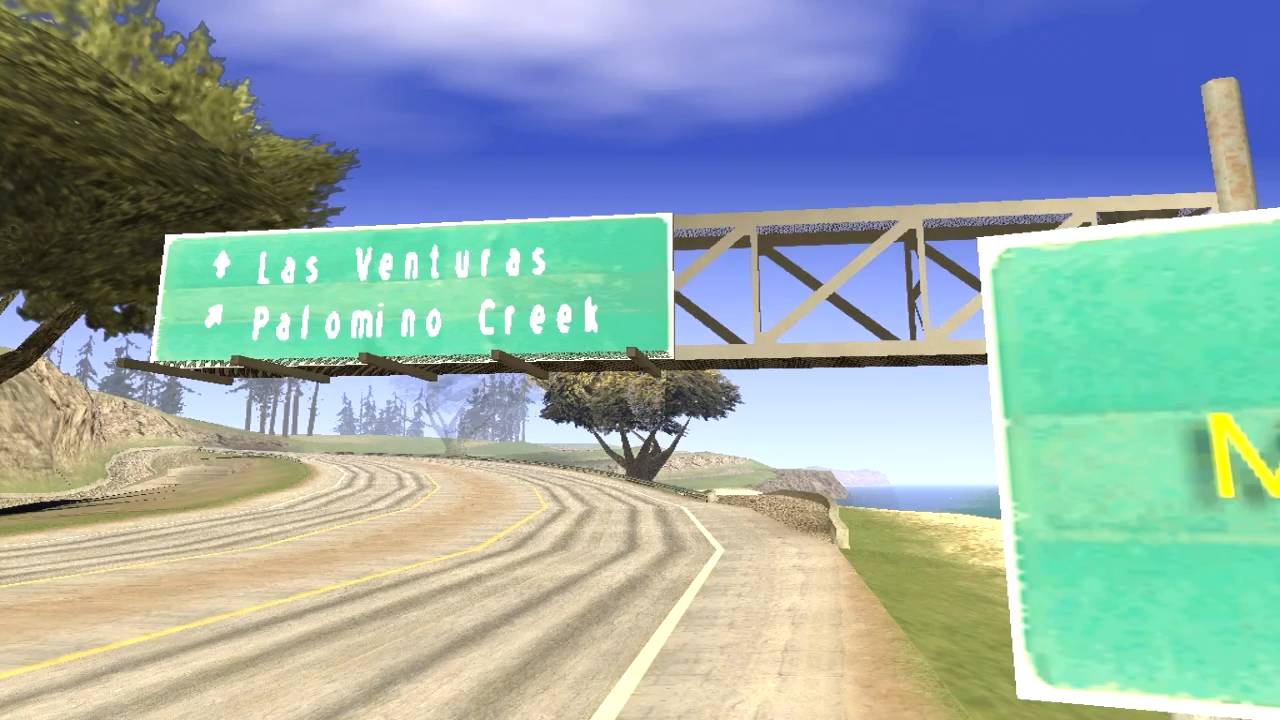 ↑ Las Venturas
↗ Palomino Creek